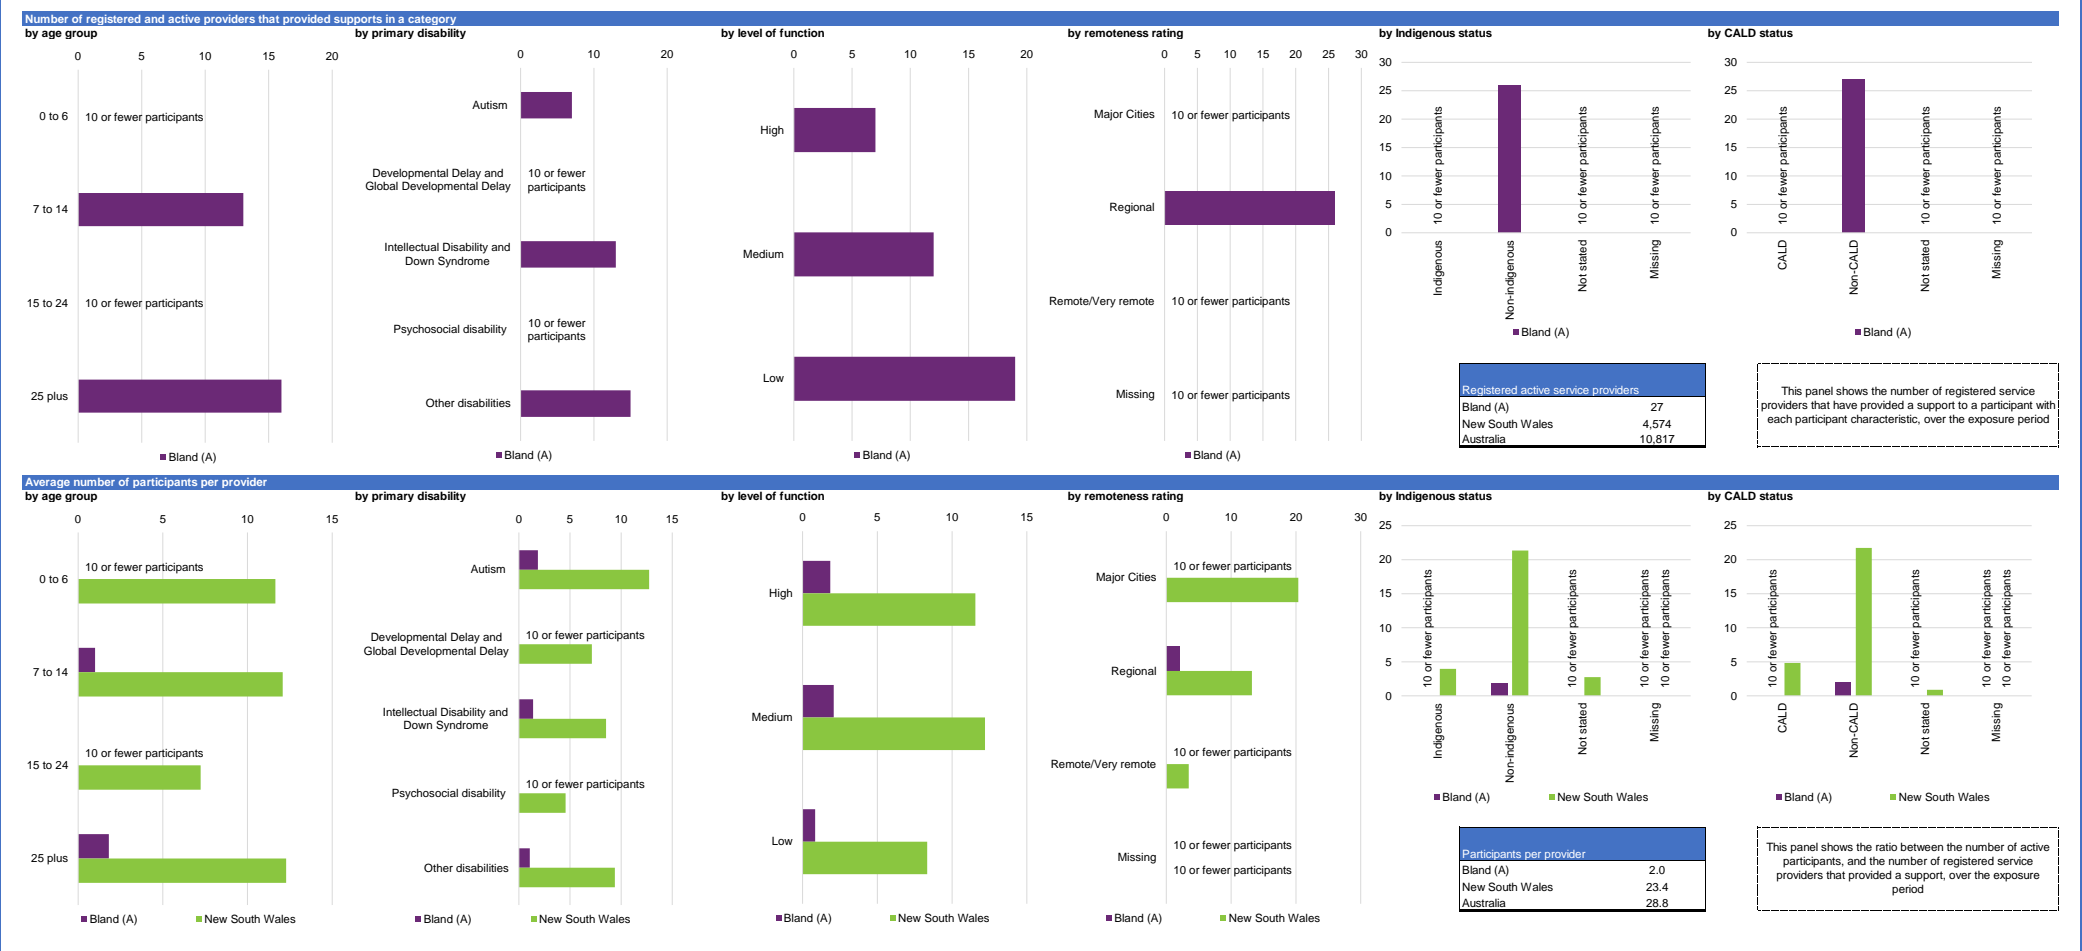 Number of registered and active providers that provided supports in a category
by age group
0 5 10 15 20
0 to 6
10 or fewer participants
7 to 14
15 to 24
10 or fewer participants
25 plus
Bland (A)
by primary disability
0 10 20
Autism
Developmental Delay and
Global Developmental Delay
10 or fewer
participants
Intellectual Disability and
Down Syndrome
Psychosocial disability
10 or fewer
participants
Other disabilities
Bland (A)
by level of function
0 5 10 15 20
High
Medium
Low
Bland (A)
by remoteness rating
0 5 10 15 20 25 30
Major Cities
10 or fewer participants
Regional
Remote/Very remote
10 or fewer participants
Missing
10 or fewer participants
Bland (A)
by Indigenous status
30
25
20
15
10
5
0
10 or fewer participants
10 or fewer participants
10 or fewer participants
Indigenous
Non-indigenous
Not stated
Missing
Bland (A)
by CALD status
30
25
20
15
10
5
0
10 or fewer participants
10 or fewer participants
10 or fewer participants
CALD
Non-CALD
Not stated
Missing
Bland (A)
Registered active service providers
Bland (A) 27
New South Wales 4,574
Australia 10,817
This panel shows the number of registered service
providers that have provided a support to a participant with
each participant characteristic, over the exposure period
Average number of participants per provider
by age group
0 5 10 15
0 to 6
10 or fewer participants
7 to 14
15 to 24
10 or fewer participants
25 plus
Bland (A) New South Wales
by primary disability
0 5 10 15
Autism
Developmental Delay and
Global Developmental Delay
10 or fewer participants
Intellectual Disability and
Down Syndrome
Psychosocial disability
10 or fewer participants
Other disabilities
Bland (A) New South Wales
by level of function
0 5 10 15
High
Medium
Low
Bland (A) New South Wales
by remoteness rating
0 10 20 30
Major Cities
10 or fewer participants
Regional
Remote/Very remote
10 or fewer participants
Missing
10 or fewer participants
10 or fewer participants
Bland (A) New South Wales
by Indigenous status
25
20
15
10
5
0
10 or fewer participants
10 or fewer participants
10 or fewer participants
10 or fewer participants
Indigenous
Non-indigenous
Not stated
Missing
Bland (A) New South Wales
by CALD status
25
20
15
10
5
0
10 or fewer participants
10 or fewer participants
10 or fewer participants
10 or fewer participants
CALD
Non-CALD
Not stated
Missing
Bland (A) New South Wales
Participants per provider
Bland (A) 2.0
New South Wales 23.4
Australia 28.8
This panel shows the ratio between the number of active
participants, and the number of registered service
providers that provided a support, over the exposure
period